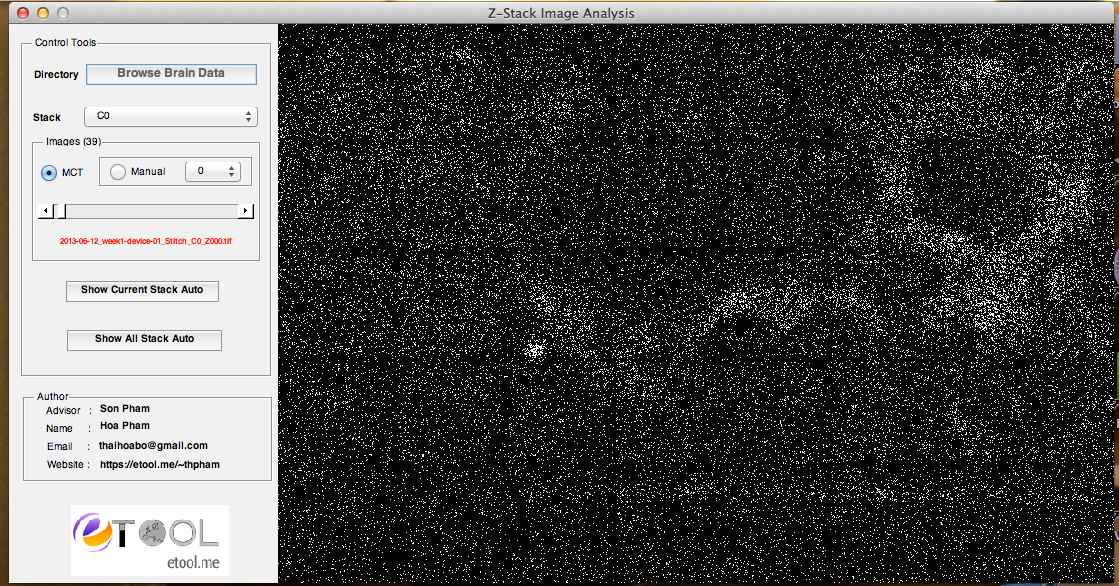 Z-Stack Image Analysis
Control Tools
Directory Browse Brain Data
Stack C0
Images (39)
MCT Manual 0
2013-06-12_week1-device-01_Stitch_C0_Z000.tif
Show Current Stack Auto
Show All Stack Auto
Author
Advisor : Son Pham
Name : Hoa Pham
Email : thaihoabo@gmail.com
Website : https://etool.me/~thpham
eTOOL
etool.me